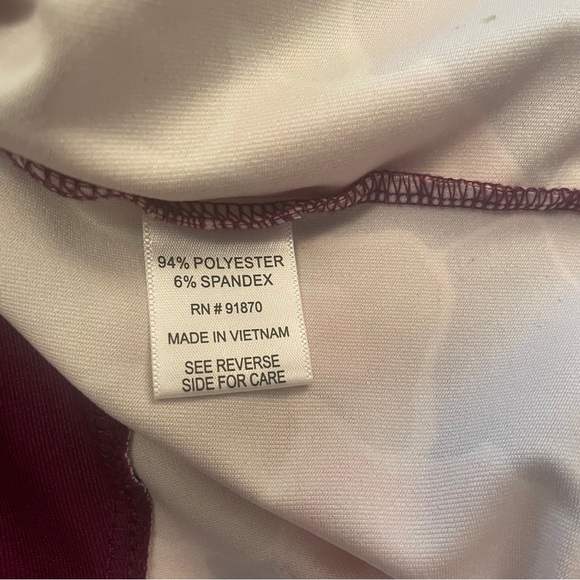 94% POLYESTER
6% SPANDEX
RN # 91870
MADE IN VIETNAM
SEE REVERSE
SIDE FOR CARE